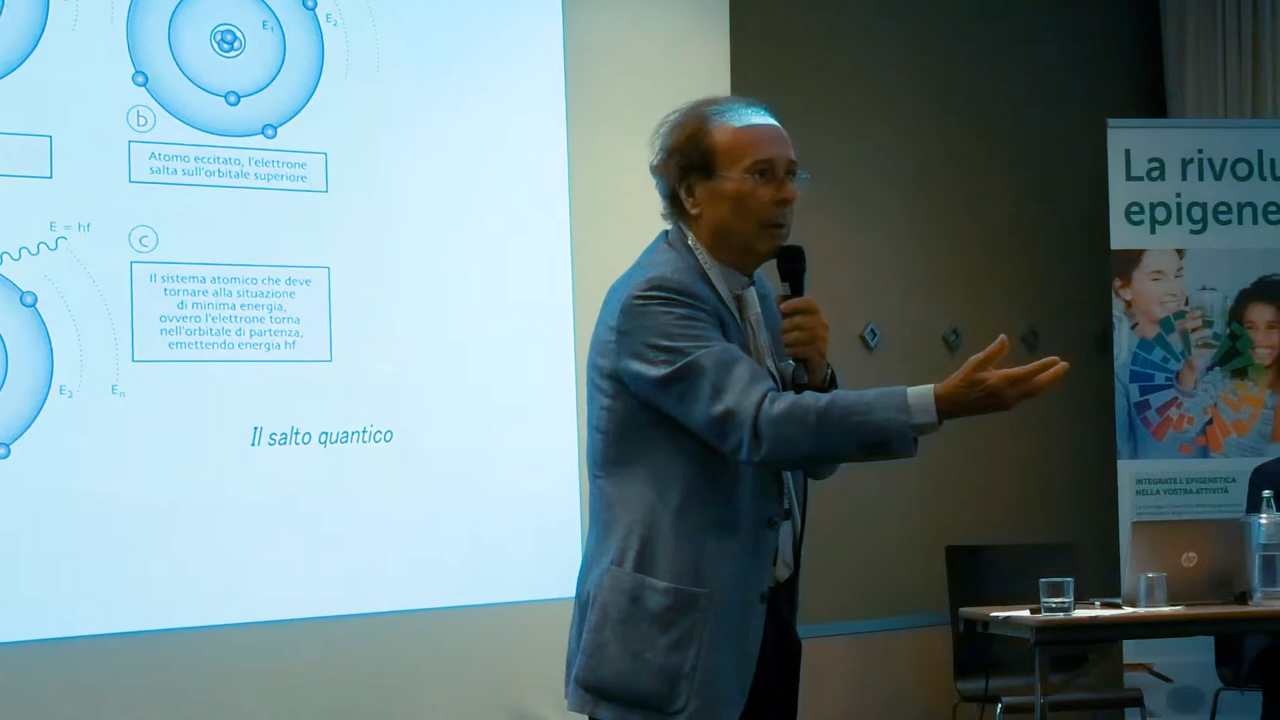 E₁
E₂
b
Atomo eccitato, l'elettrone
salta sull'orbitale superiore
E = hf
c
Il sistema atomico che deve
tornare alla situazione
di minima energia,
ovvero l'elettrone torna
nell'orbitale di partenza,
emettendo energia hf
E₂
Eₙ
Il salto quantico
La rivolu
epigene
INTEGRATE L'EPIGENETICA
NELLA VOSTRA ATTIVITÀ
hp